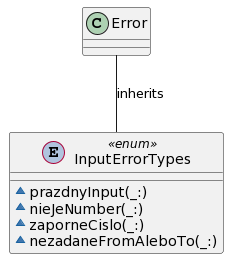 C Error
inherits
«enum»
E InputErrorTypes
prazdnyInput(_:)
nieJeNumber(_:)
zaporneCislo(_:)
nezadaneFromAleboTo(_:)